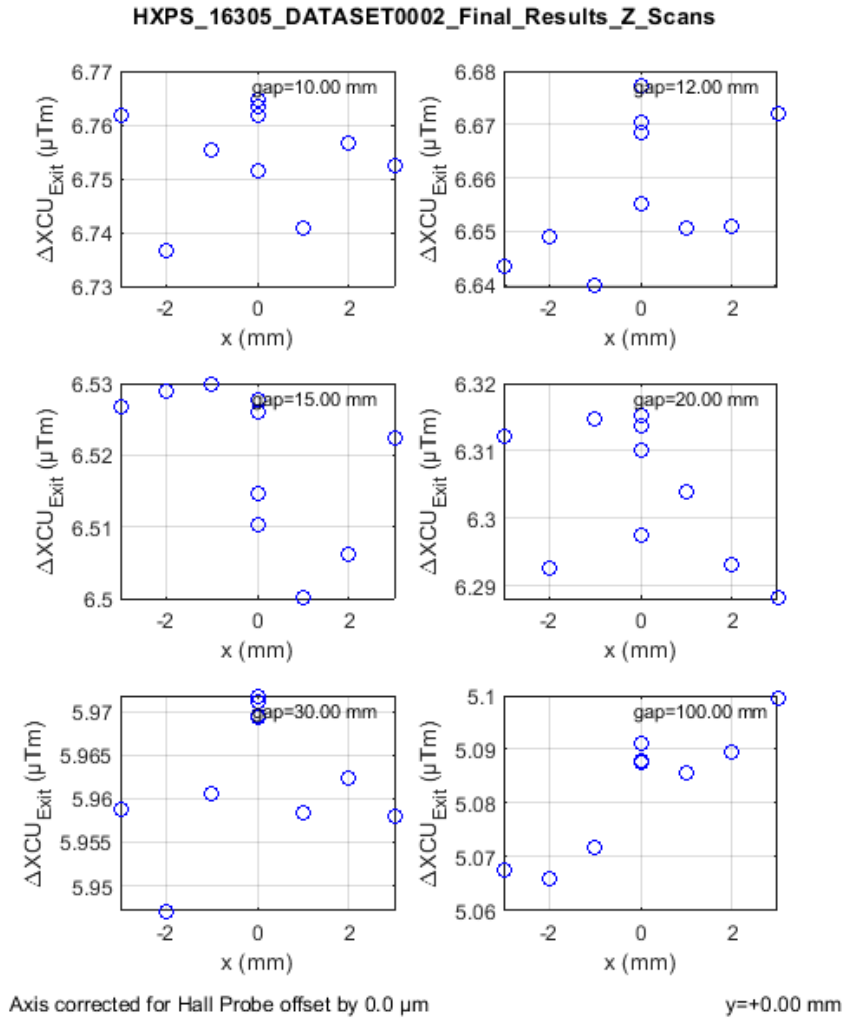 HXPS_16305_DATASET0002_Final_Results_Z_Scans
6.77
6.76
6.75
6.74
6.73
ΔXCU_Exit (µTm)
gap=10.00 mm
-2 0 2
x (mm)
6.68
6.67
6.66
6.65
6.64
ΔXCU_Exit (µTm)
gap=12.00 mm
-2 0 2
x (mm)
6.53
6.52
6.51
6.5
ΔXCU_Exit (µTm)
gap=15.00 mm
-2 0 2
x (mm)
6.32
6.31
6.3
6.29
ΔXCU_Exit (µTm)
gap=20.00 mm
-2 0 2
x (mm)
5.97
5.965
5.96
5.955
5.95
ΔXCU_Exit (µTm)
gap=30.00 mm
-2 0 2
x (mm)
5.1
5.09
5.08
5.07
5.06
ΔXCU_Exit (µTm)
gap=100.00 mm
-2 0 2
x (mm)
Axis corrected for Hall Probe offset by 0.0 µm
y=+0.00 mm